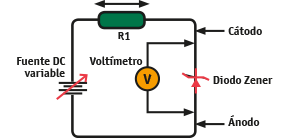 R1
Cátodo
Fuente DC
variable
Voltímetro
V
Diodo Zener
Ánodo